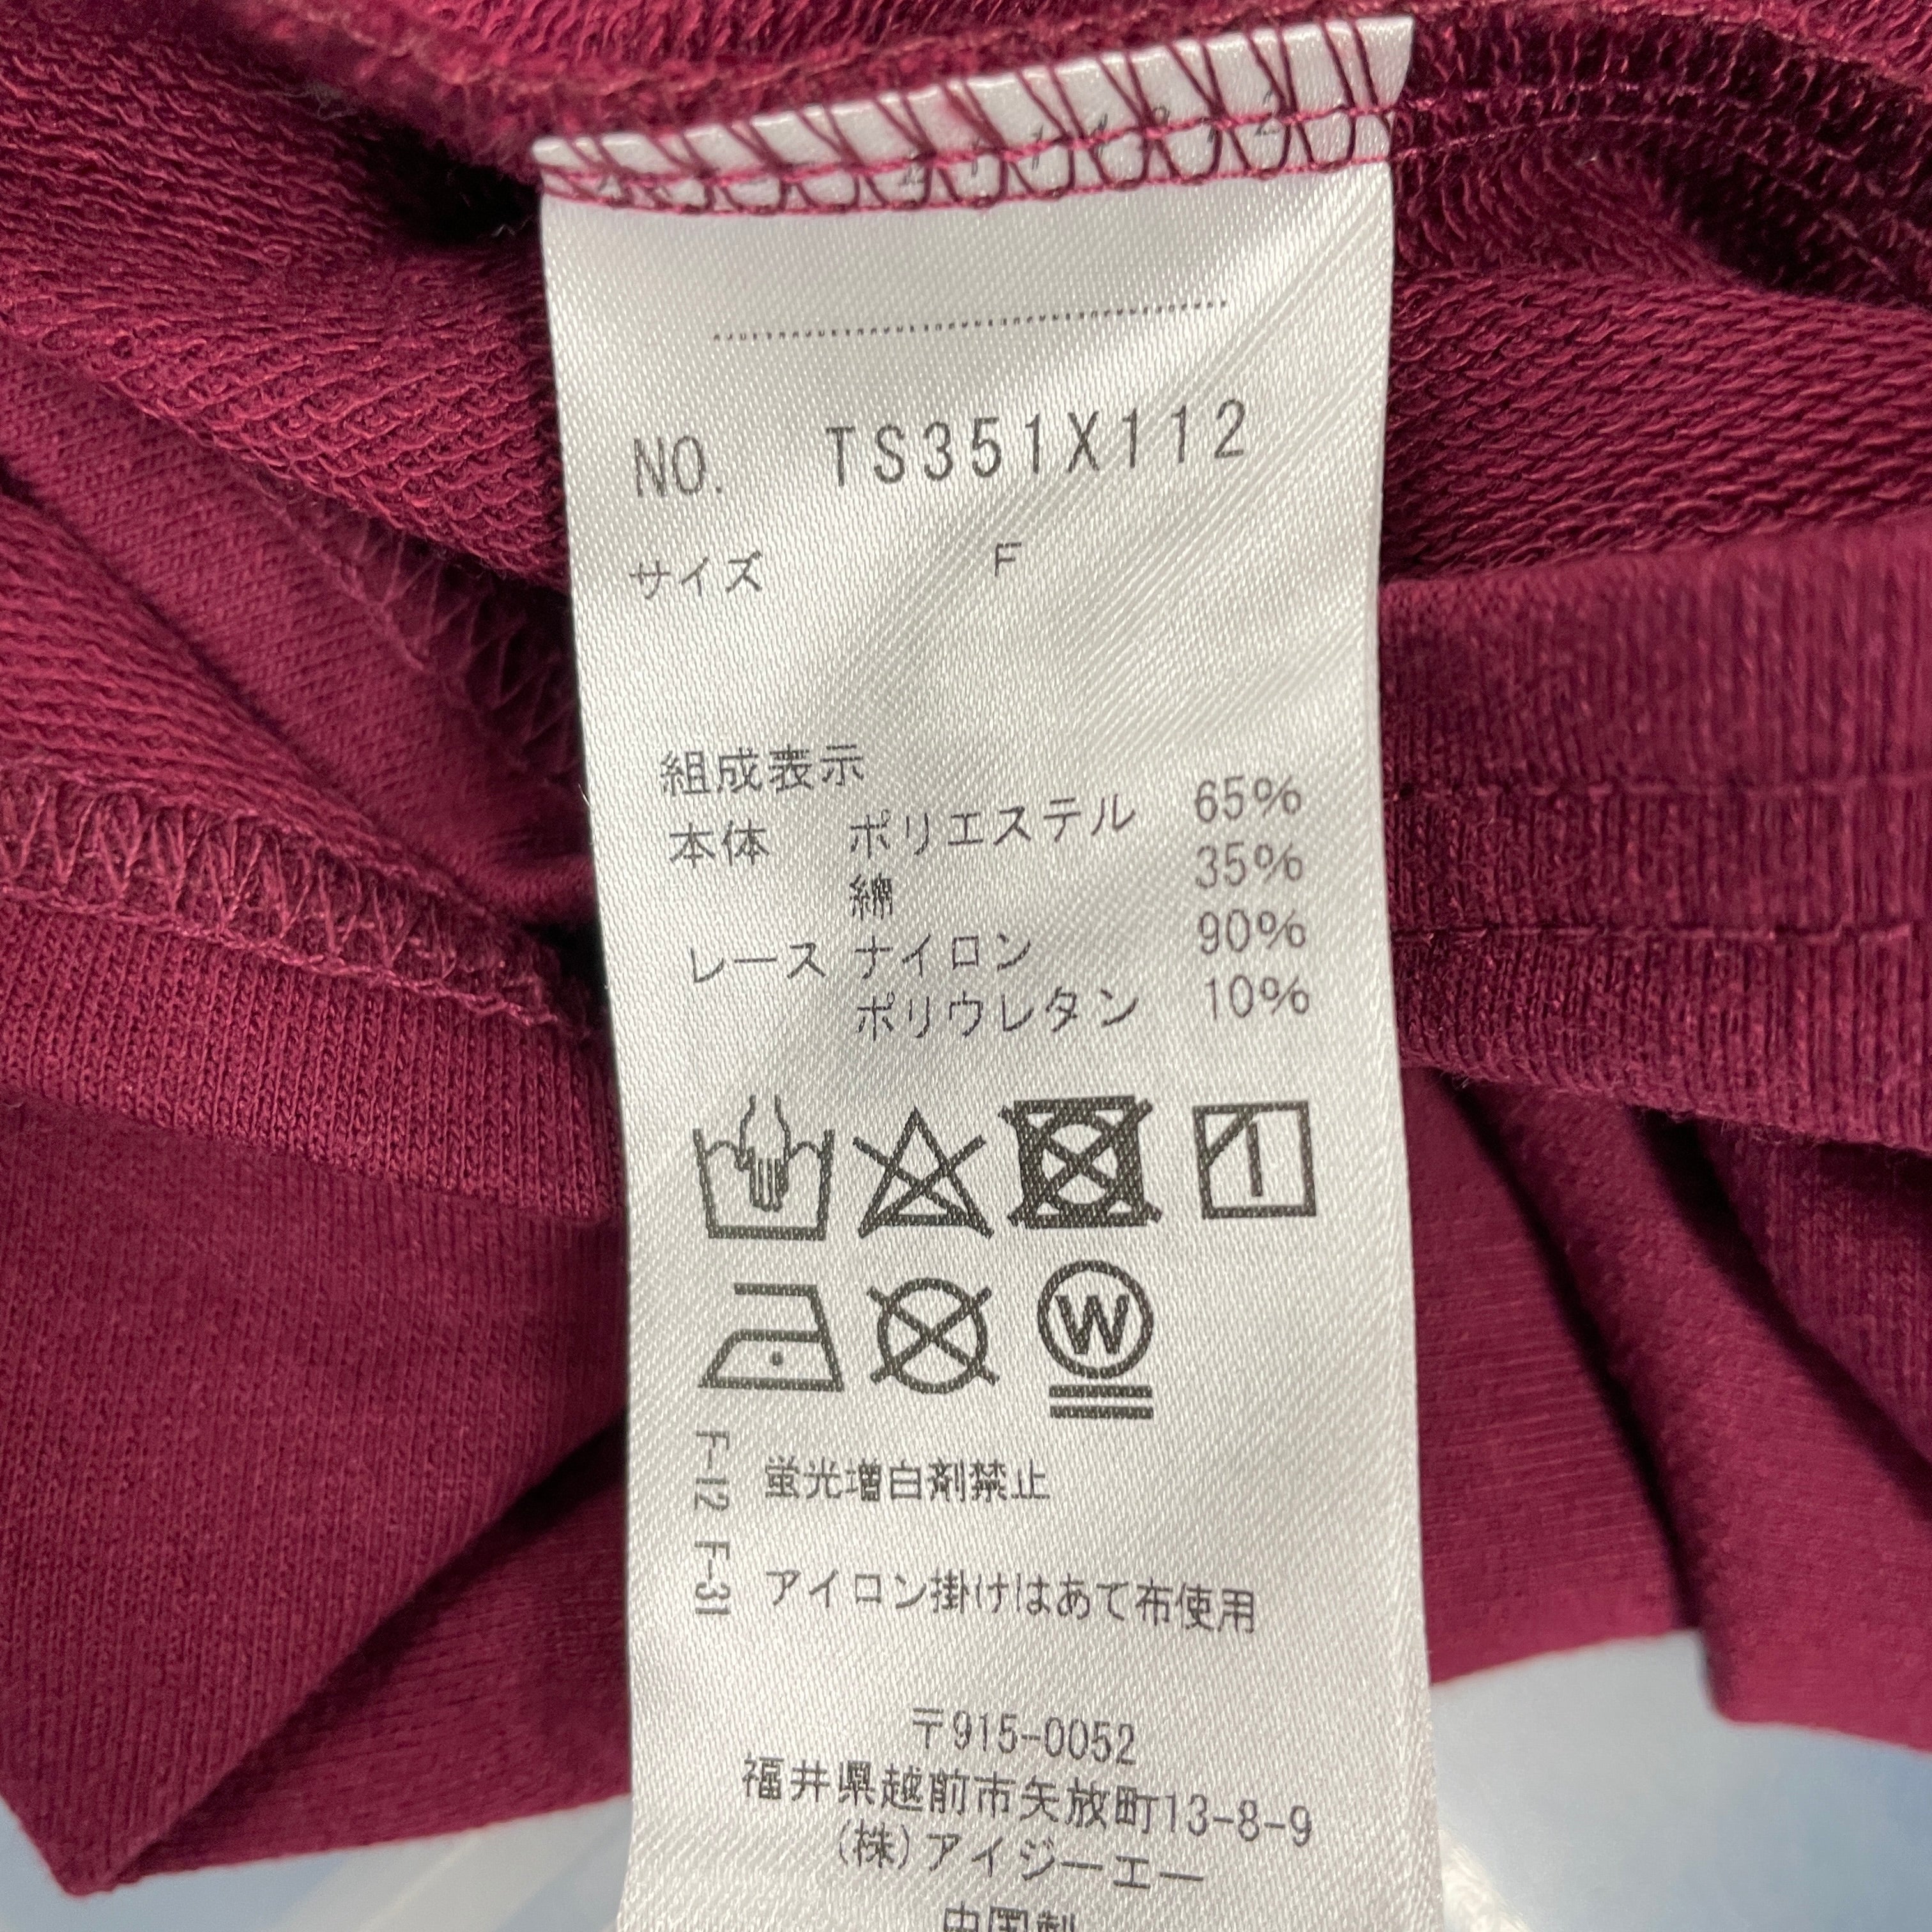 NO. TS351X112
サイズ F
組成表示
本体 ポリエステル 65%
綿 35%
レース ナイロン 90%
ポリウレタン 10%
W
F-12 蛍光増白剤禁止
F-31 アイロン掛けはあて布使用
〒915-0052
福井県越前市矢放町13-8-9
(株)アイジーエー
中国製